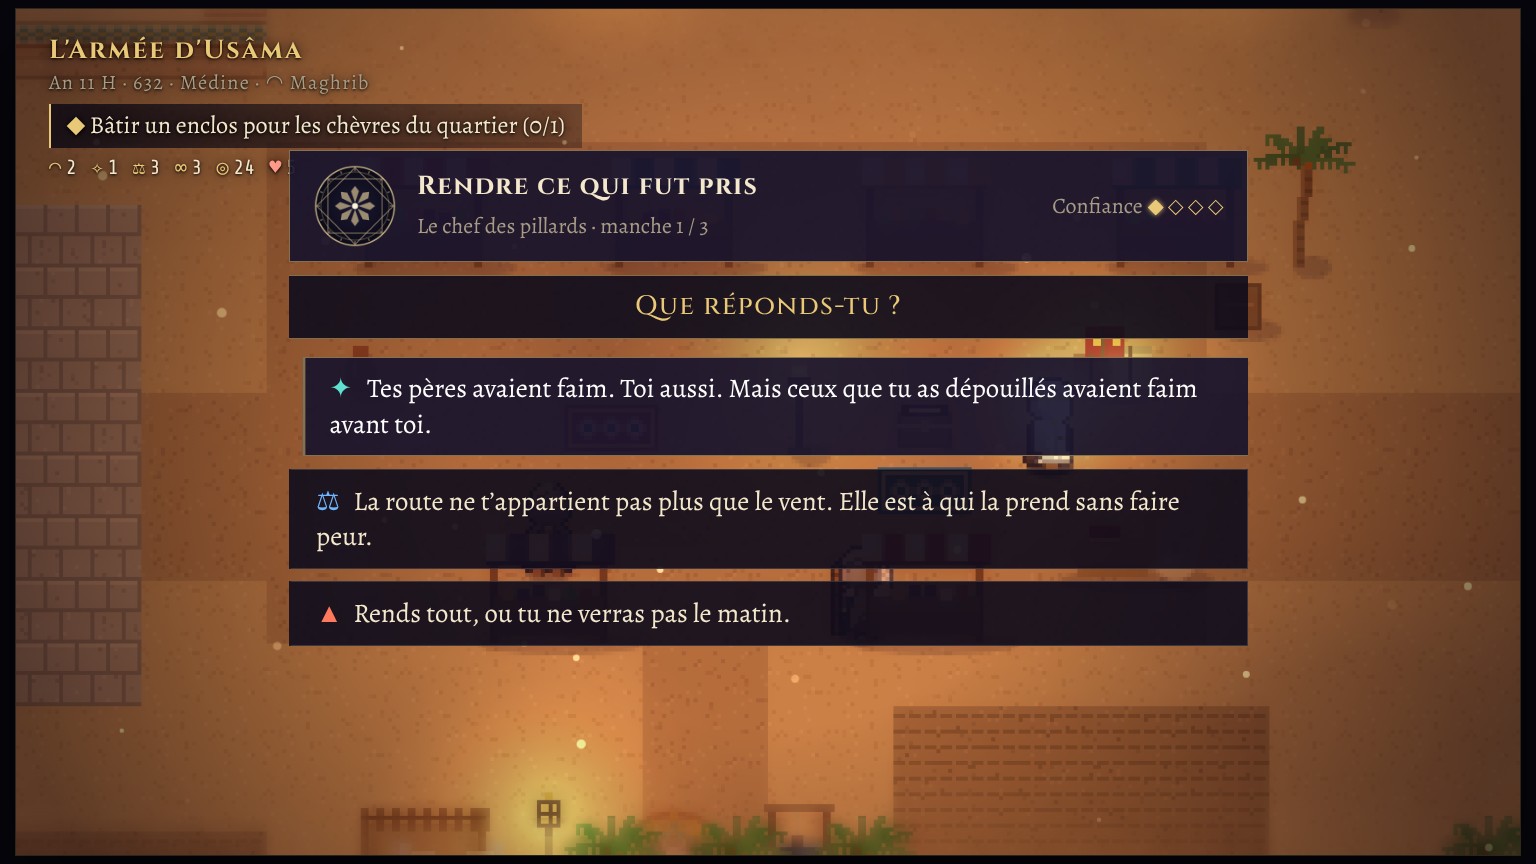 L'Armée d'Usâma
An 11 H · 632 · Médine · ◠ Maghrib
◆ Bâtir un enclos pour les chèvres du quartier (0/1)
◠ 2 ✧ 1 ⚖ 3 ∞ 3 ◎ 24 ♥
Rendre ce qui fut pris
Le chef des pillards · manche 1 / 3
Confiance ◆◇◇◇
Que réponds-tu ?
✦ Tes pères avaient faim. Toi aussi. Mais ceux que tu as dépouillés avaient faim
avant toi.
⚖ La route ne t’appartient pas plus que le vent. Elle est à qui la prend sans faire
peur.
▲ Rends tout, ou tu ne verras pas le matin.